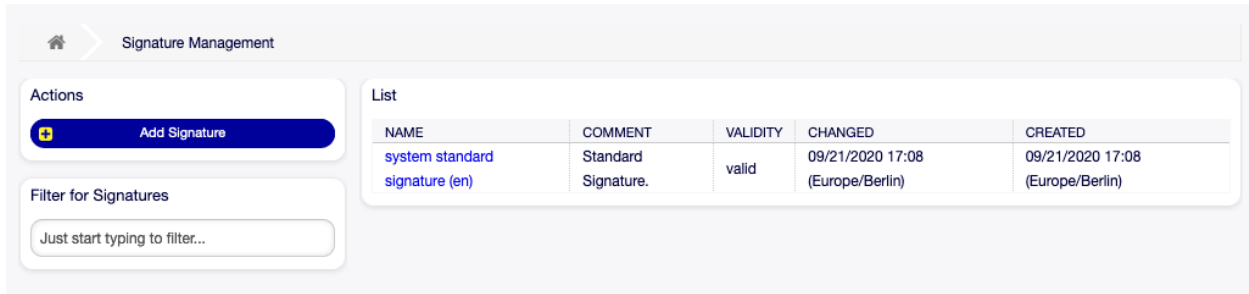 Signature Management
Actions
Add Signature
Filter for Signatures
Just start typing to filter...
List
NAME COMMENT VALIDITY CHANGED CREATED
system standard Standard valid 09/21/2020 17:08 09/21/2020 17:08
signature (en) Signature. (Europe/Berlin) (Europe/Berlin)